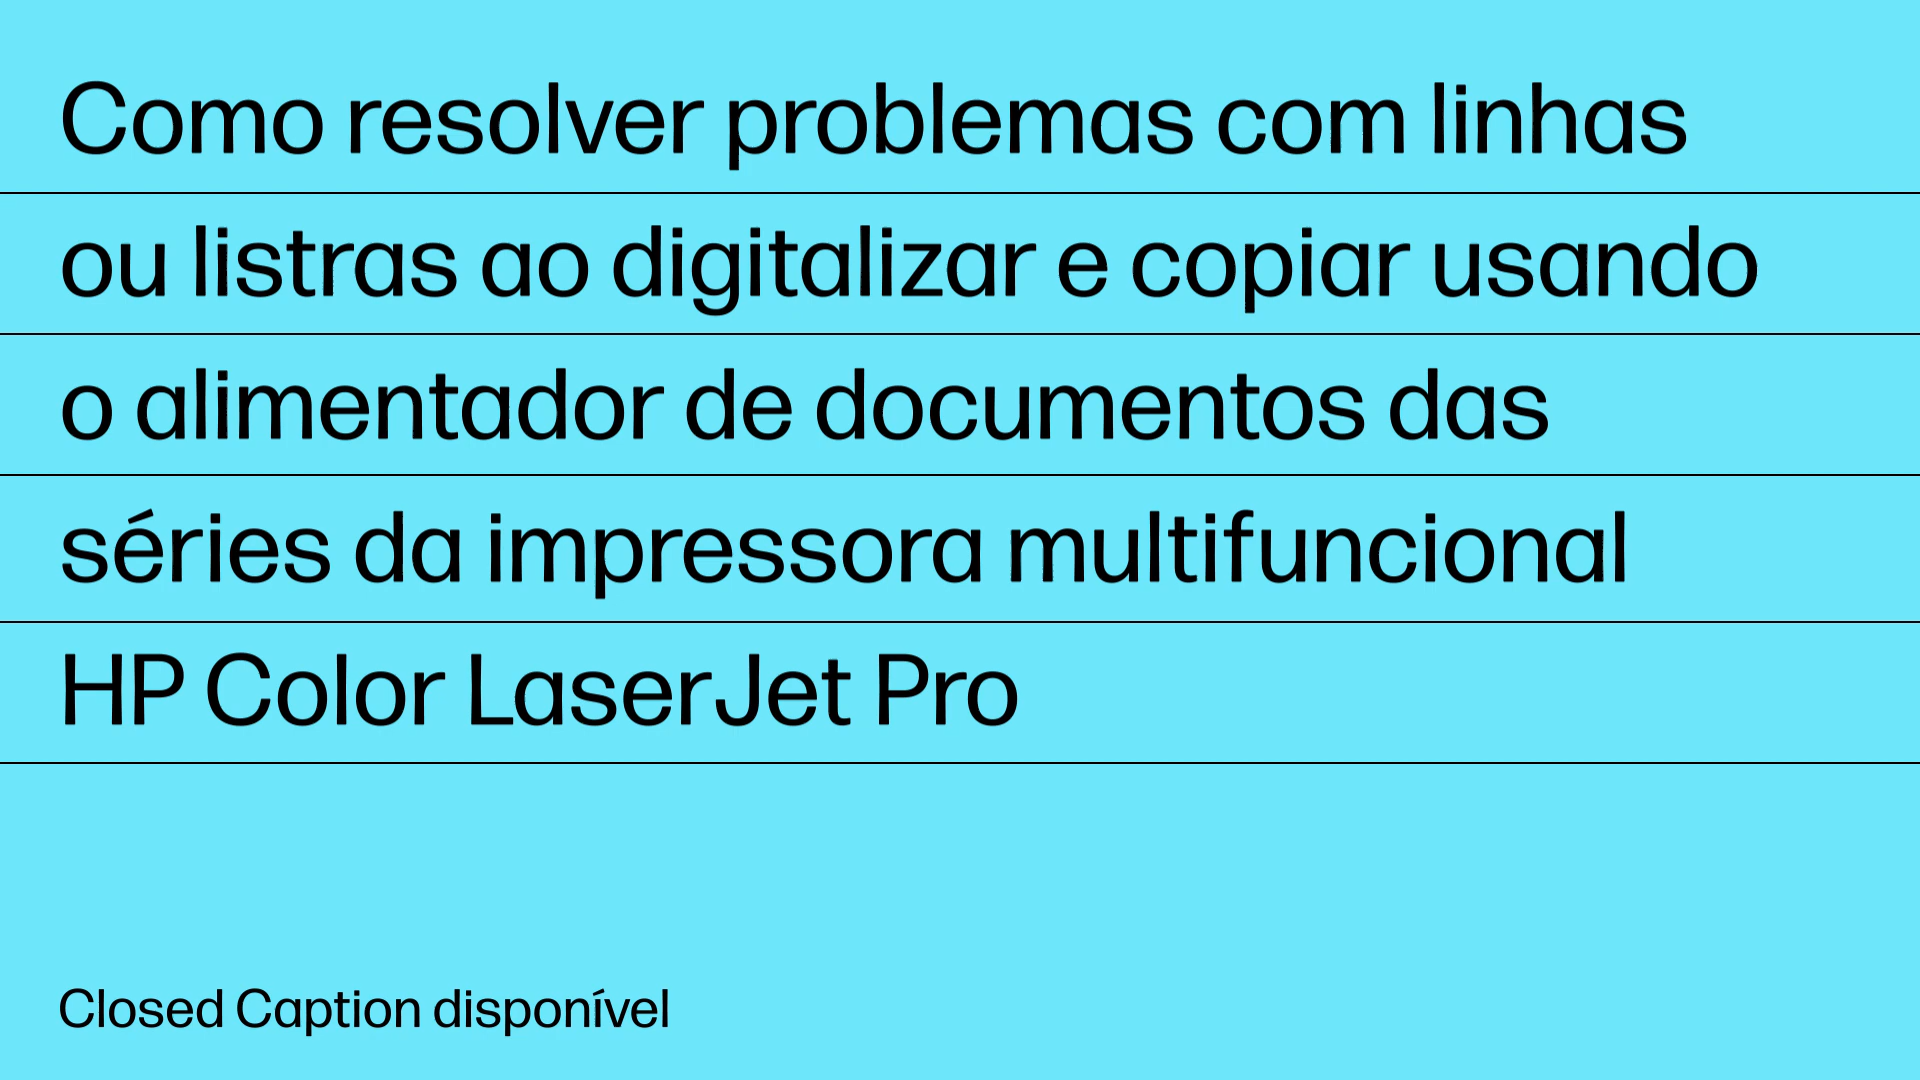 Como resolver problemas com linhas
ou listras ao digitalizar e copiar usando
o alimentador de documentos das
séries da impressora multifuncional
HP Color LaserJet Pro
Closed Caption disponível